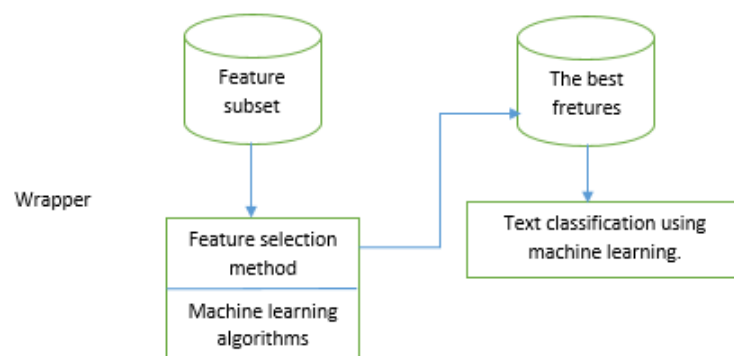 Feature
subset
The best
fretures
Wrapper
Feature selection
method
Machine learning
algorithms
Text classification using
machine learning.